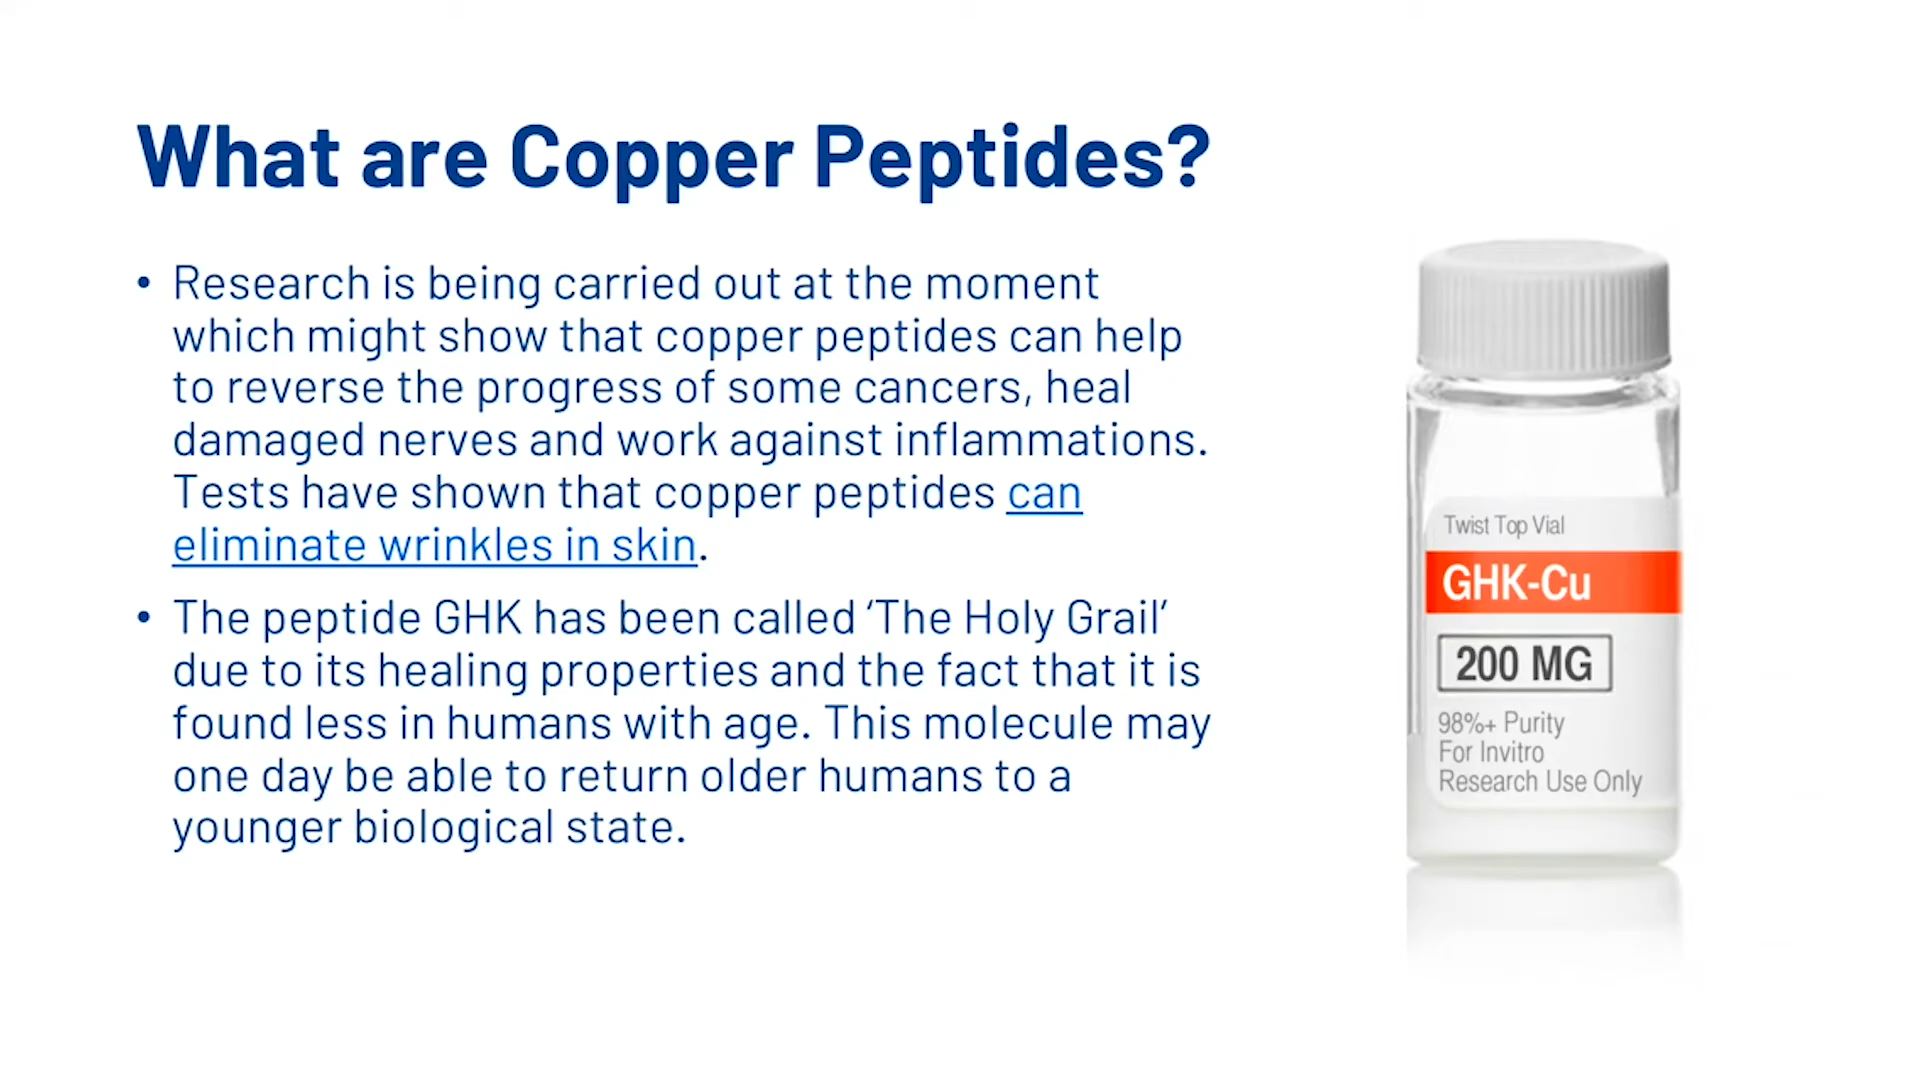 What are Copper Peptides?
• Research is being carried out at the moment
which might show that copper peptides can help
to reverse the progress of some cancers, heal
damaged nerves and work against inflammations.
Tests have shown that copper peptides can
eliminate wrinkles in skin.
• The peptide GHK has been called ‘The Holy Grail’
due to its healing properties and the fact that it is
found less in humans with age. This molecule may
one day be able to return older humans to a
younger biological state.
Twist Top Vial
GHK-Cu
200 MG
98%+ Purity
For Invitro
Research Use Only